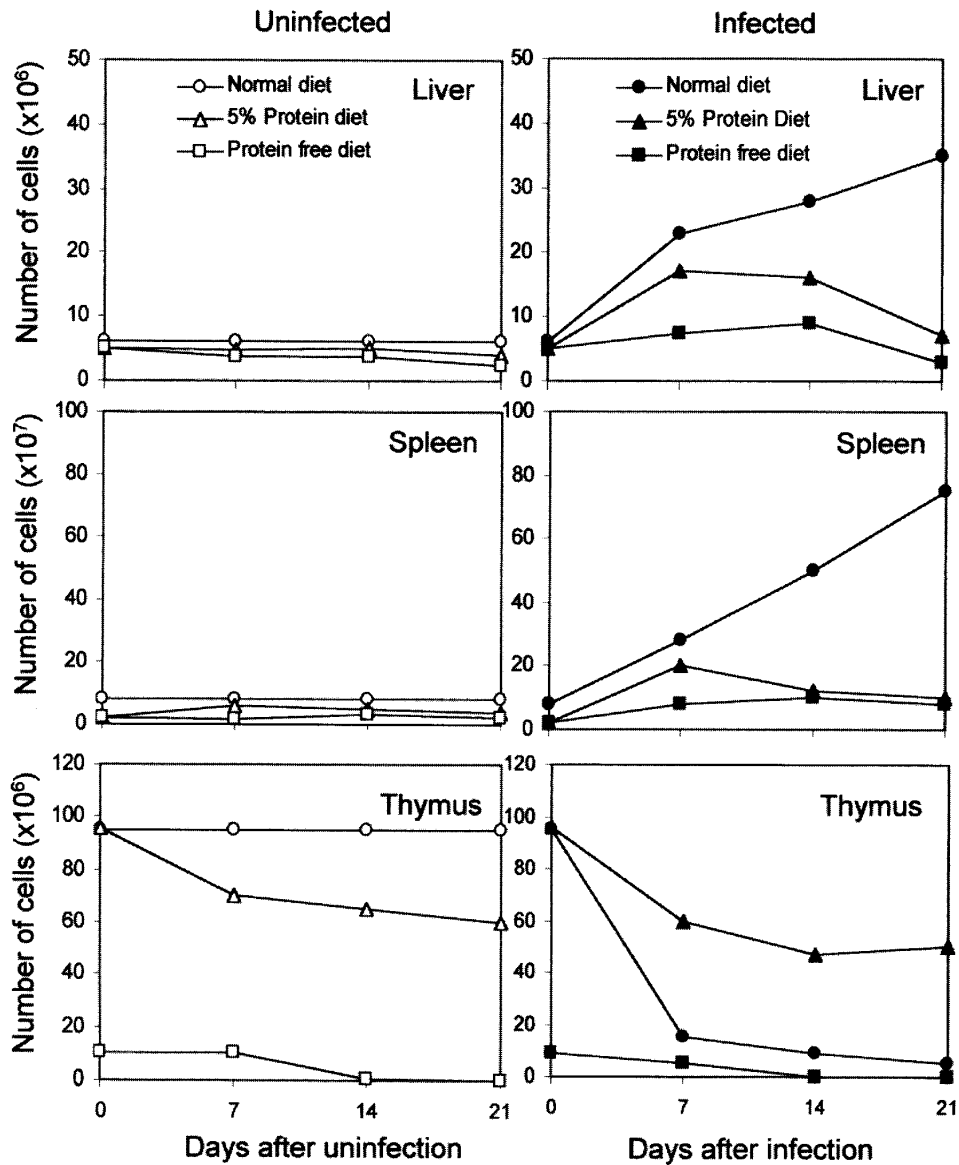 Uninfected
Infected
Number of cells (x10⁶)
50
40
30
20
10
0
Normal diet
5% Protein diet
Protein free diet
Liver
50
40
30
20
10
0
Normal diet
5% Protein Diet
Protein free diet
Liver
Number of cells (x10⁷)
100
80
60
40
20
0
Spleen
100
80
60
40
20
0
Spleen
Number of cells (x10⁶)
120
100
80
60
40
20
0
Thymus
120
100
80
60
40
20
0
Thymus
0 7 14 21
0 7 14 21
Days after uninfection
Days after infection